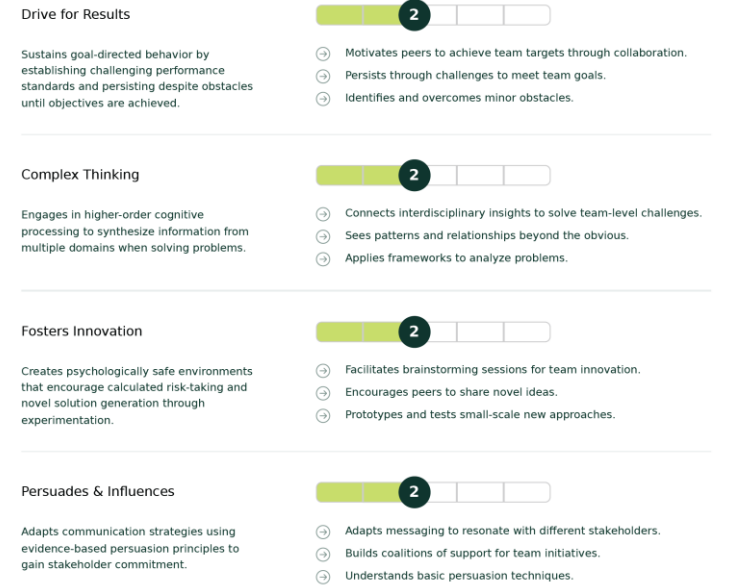 Drive for Results
2
Sustains goal-directed behavior by
establishing challenging performance
standards and persisting despite obstacles
until objectives are achieved.
Motivates peers to achieve team targets through collaboration.
Persists through challenges to meet team goals.
Identifies and overcomes minor obstacles.
Complex Thinking
2
Engages in higher-order cognitive
processing to synthesize information from
multiple domains when solving problems.
Connects interdisciplinary insights to solve team-level challenges.
Sees patterns and relationships beyond the obvious.
Applies frameworks to analyze problems.
Fosters Innovation
2
Creates psychologically safe environments
that encourage calculated risk-taking and
novel solution generation through
experimentation.
Facilitates brainstorming sessions for team innovation.
Encourages peers to share novel ideas.
Prototypes and tests small-scale new approaches.
Persuades & Influences
2
Adapts communication strategies using
evidence-based persuasion principles to
gain stakeholder commitment.
Adapts messaging to resonate with different stakeholders.
Builds coalitions of support for team initiatives.
Understands basic persuasion techniques.